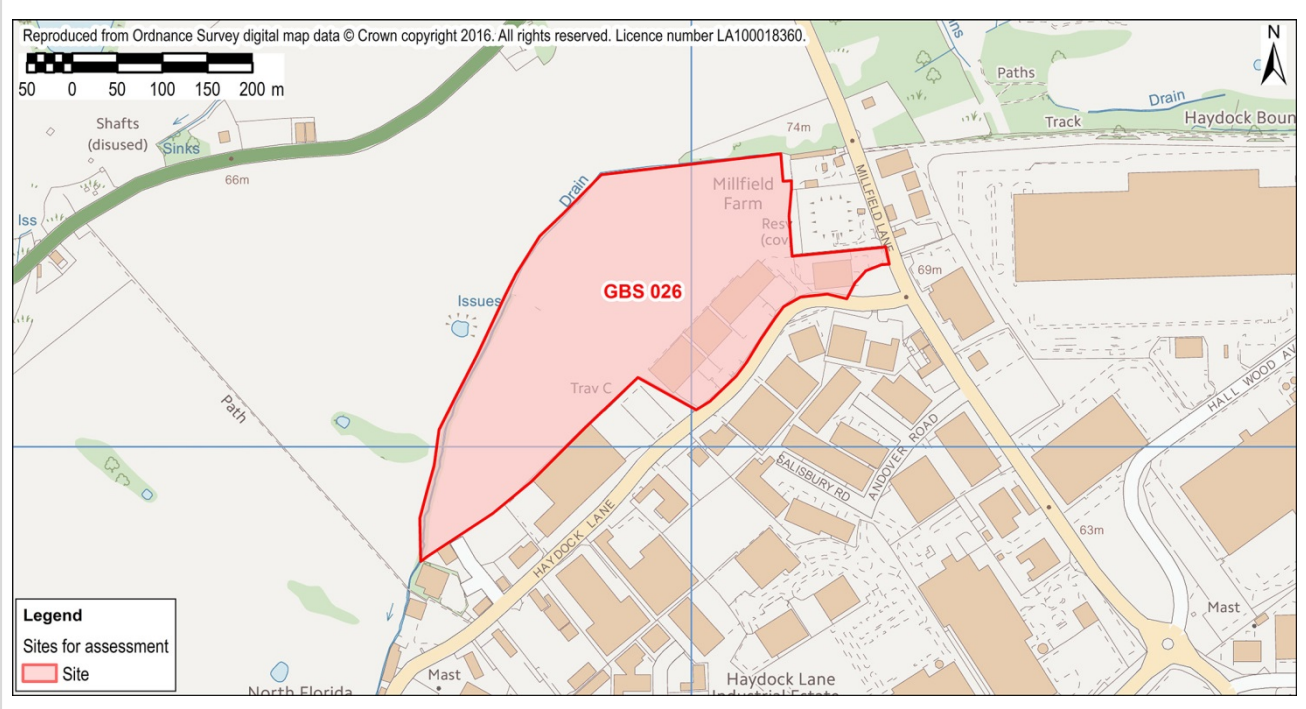 Reproduced from Ordnance Survey digital map data © Crown copyright 2016. All rights reserved. Licence number LA100018360.
N
50 0 50 100 150 200 m
Paths
Drain
Shafts
(disused)
Sinks
74m
Track
Haydock Boun
66m
Drain
Millfield
Farm
MILLFIELD LANE
Iss
Res
(cov
69m
GBS 026
Issues
Trav C
HALL WOOD AV
Path
ANDOVER ROAD
SALISBURY RD
HAYDOCK LANE
63m
Legend
Sites for assessment
Site
Mast
Mast
North Florida
Haydock Lane
Industrial Estate